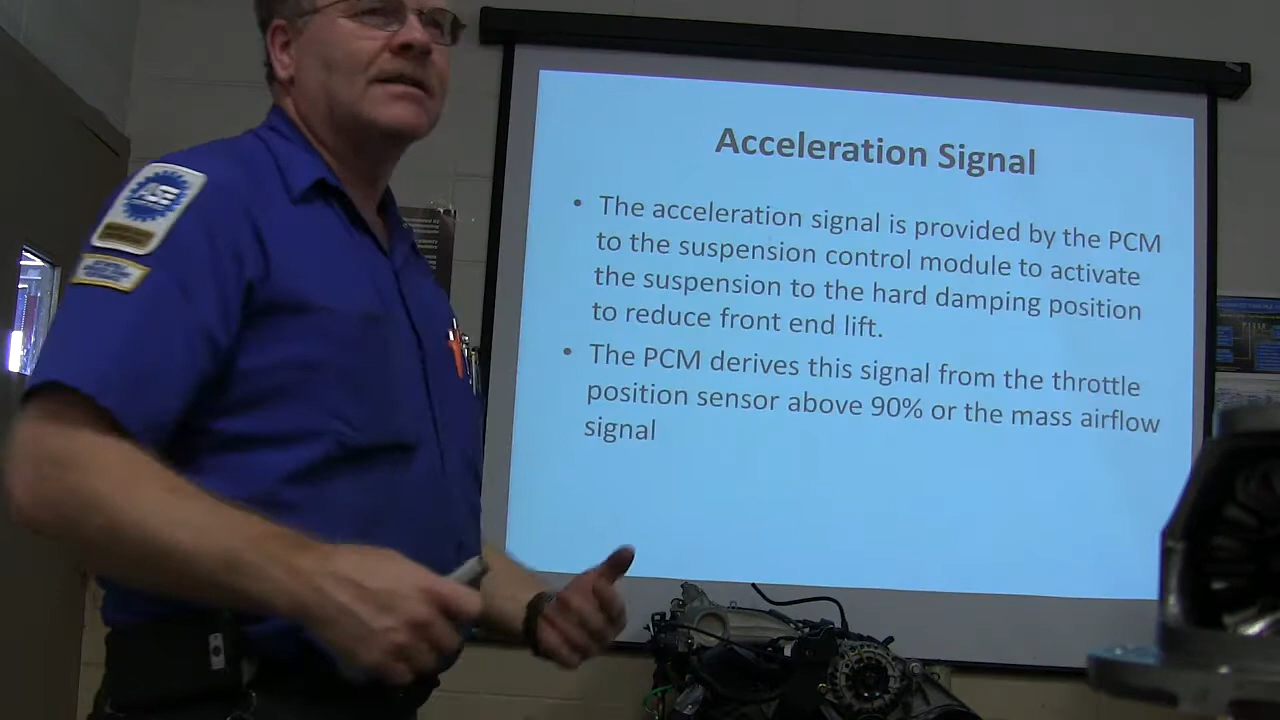 Acceleration Signal
• The acceleration signal is provided by the PCM
to the suspension control module to activate
the suspension to the hard damping position
to reduce front end lift.
• The PCM derives this signal from the throttle
position sensor above 90% or the mass airflow
signal